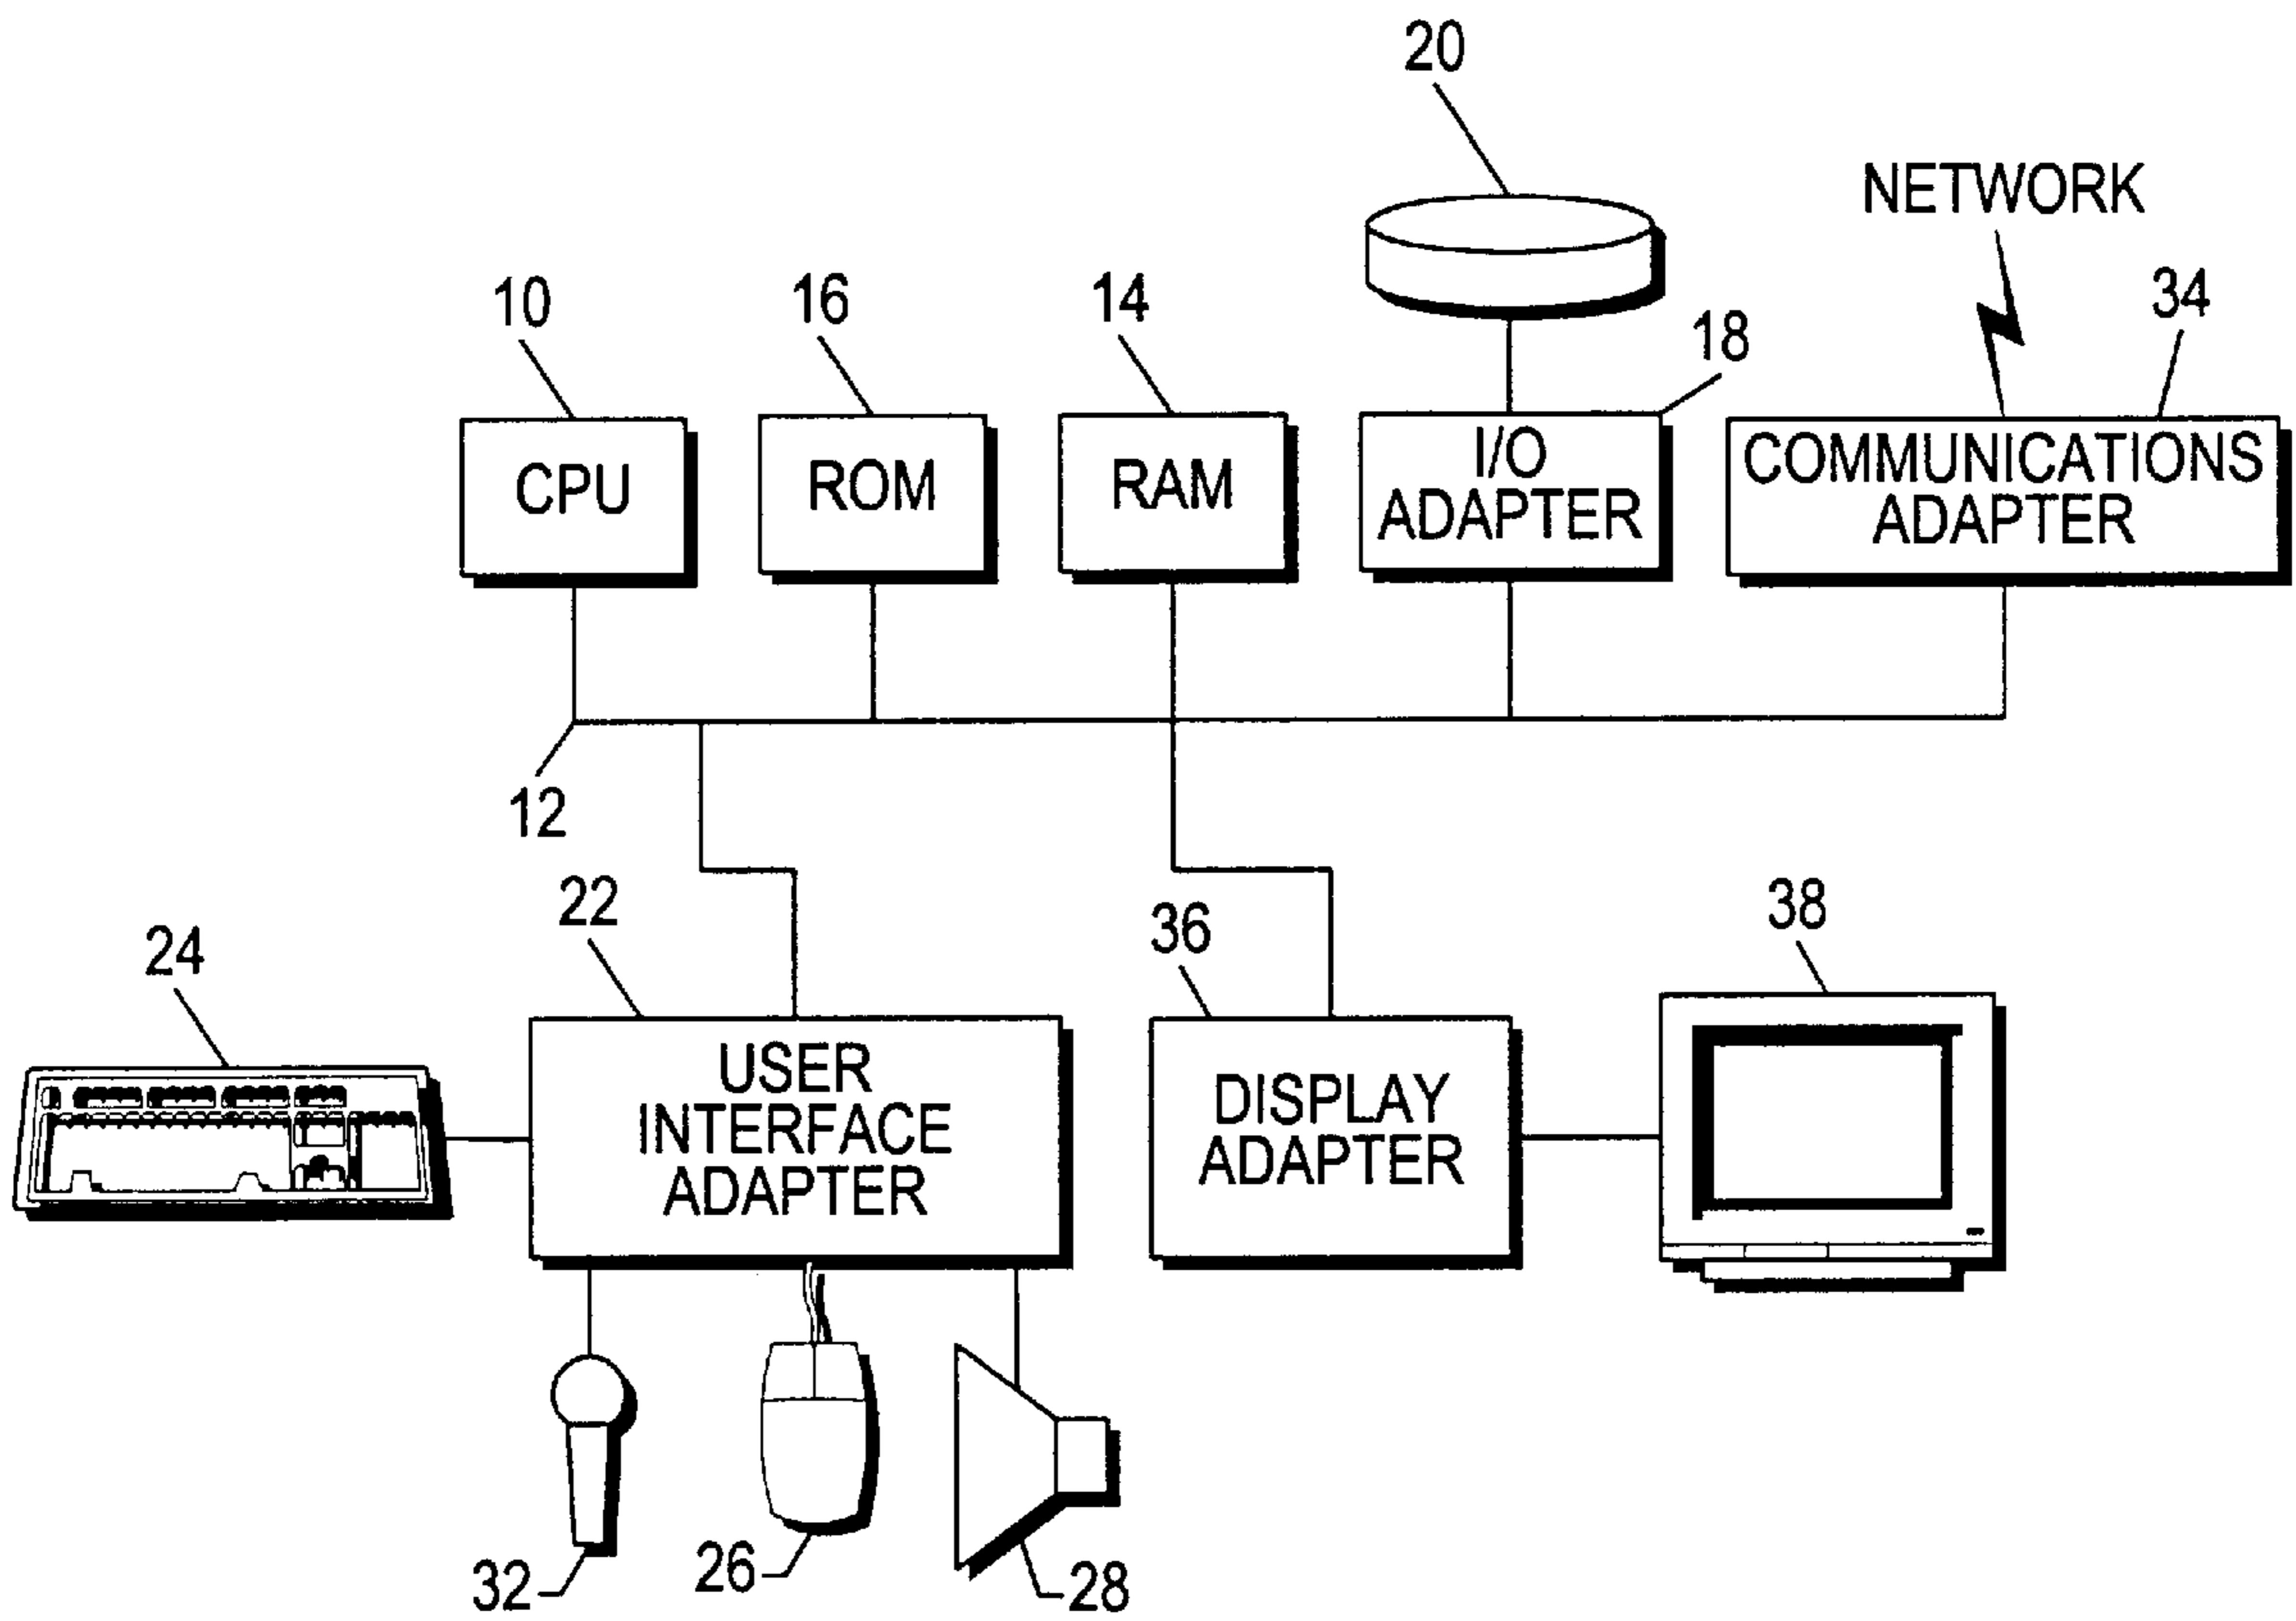 20
NETWORK
10
16
14
18
34
CPU
ROM
RAM
I/O
ADAPTER
COMMUNICATIONS
ADAPTER
12
22
36
38
24
USER
INTERFACE
ADAPTER
DISPLAY
ADAPTER
32
26
28